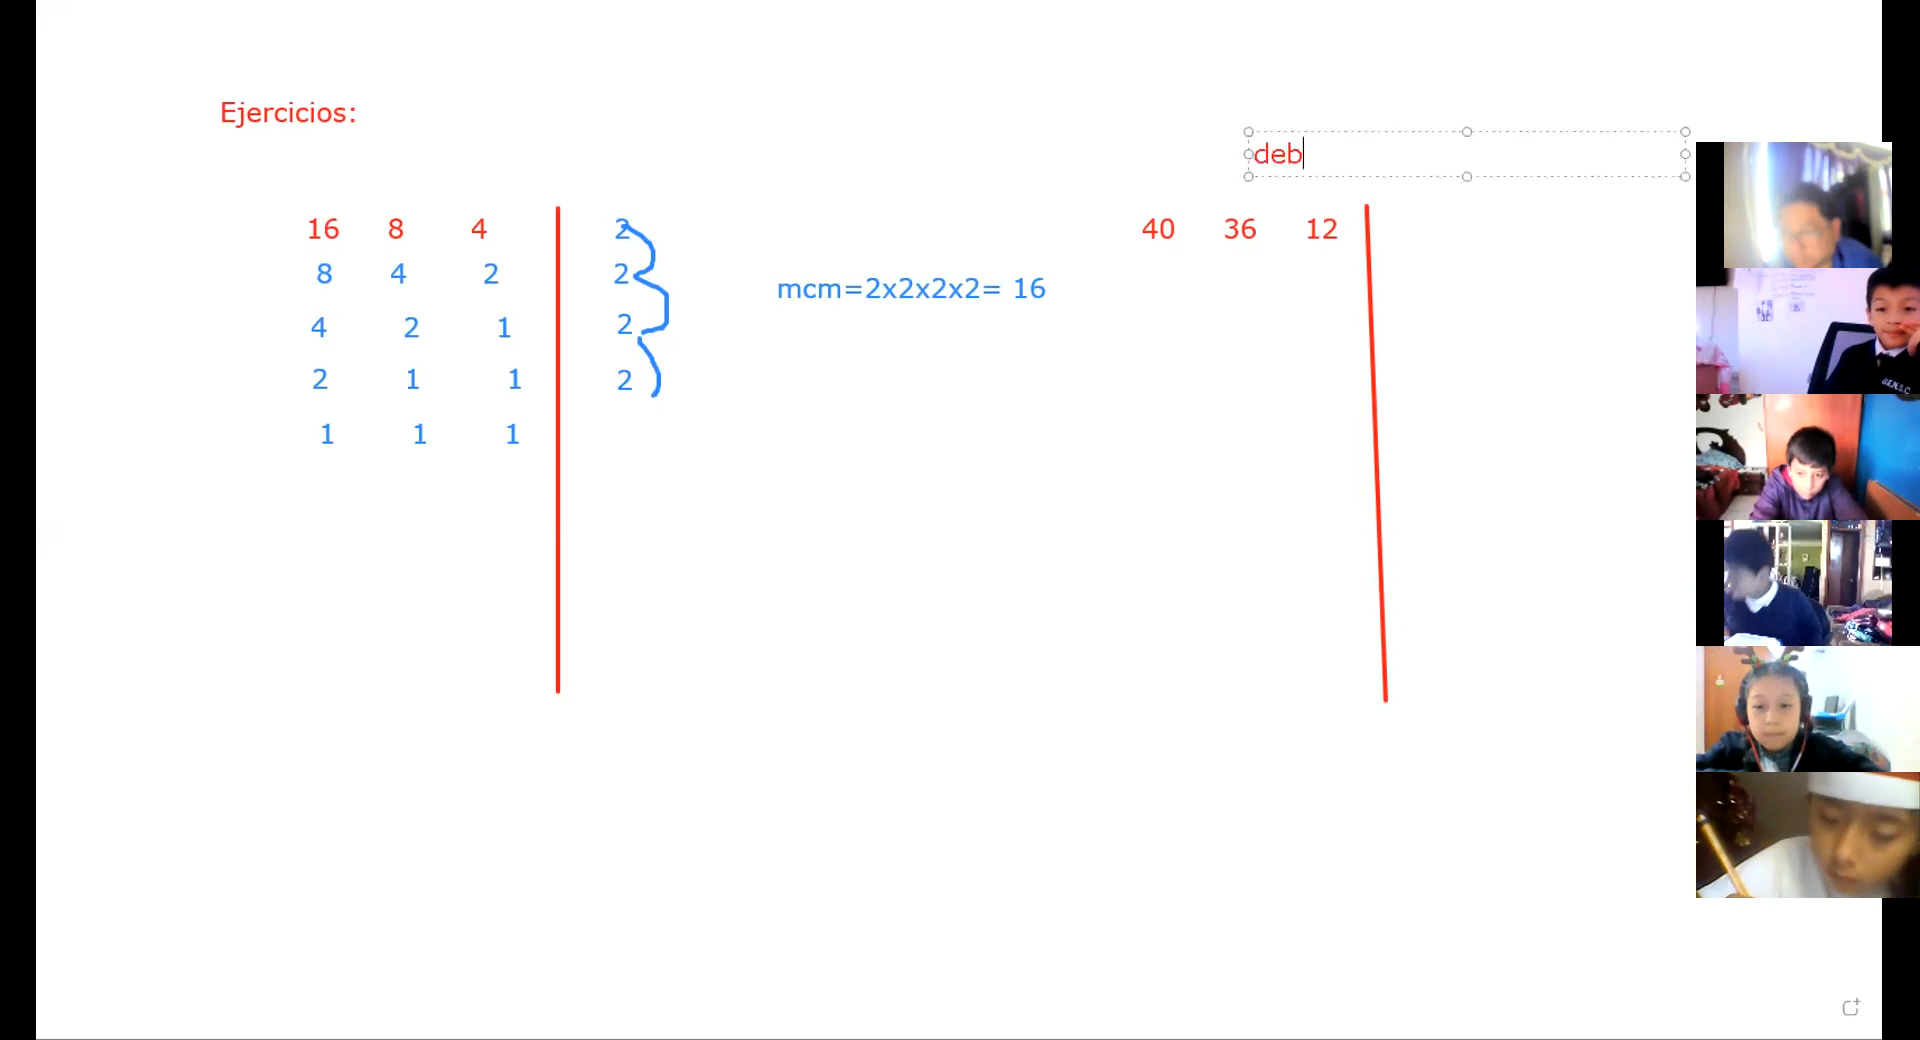 Ejercicios:
deb
16 8 4 2
8 4 2 2
4 2 1 2
2 1 1 2
1 1 1
mcm=2x2x2x2= 16
40 36 12